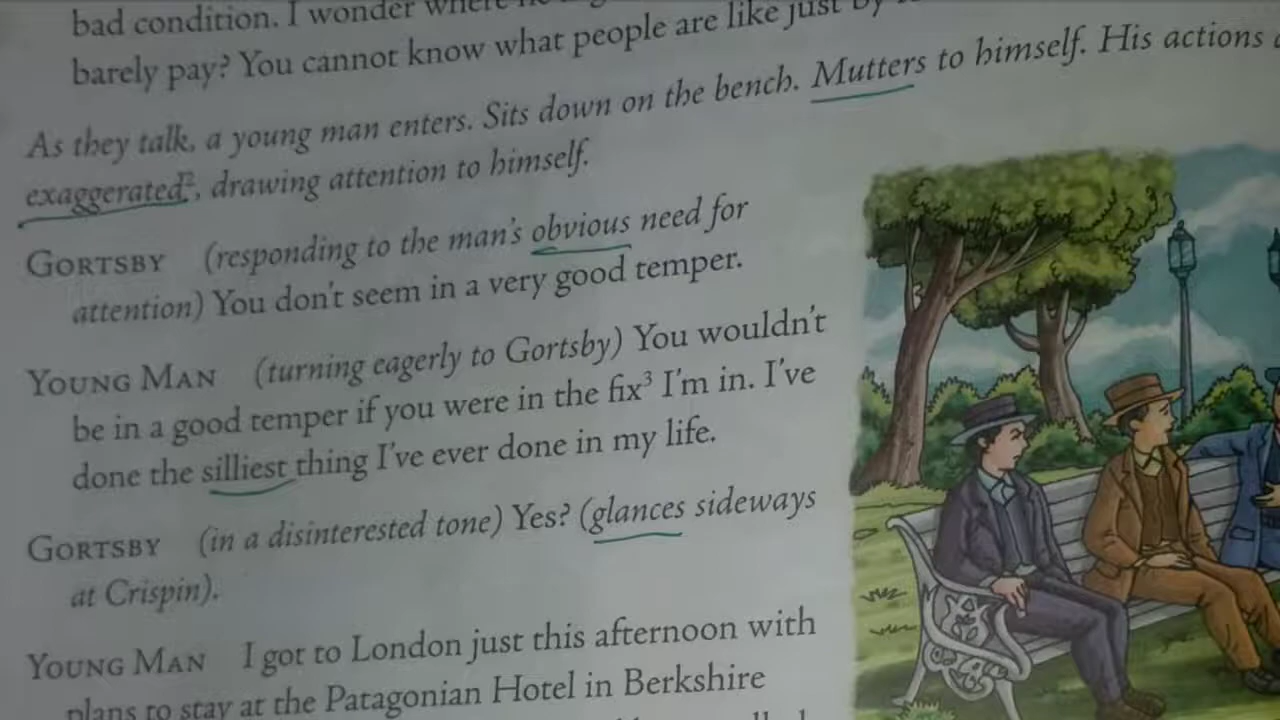 bad condition. I wonder where
barely pay? You cannot know what people are like just by
As they talk, a young man enters. Sits down on the bench. Mutters to himself. His actions
exaggerated², drawing attention to himself.
GORTSBY (responding to the man's obvious need for
attention) You don't seem in a very good temper.
YOUNG MAN (turning eagerly to Gortsby) You wouldn't
be in a good temper if you were in the fix³ I'm in. I've
done the silliest thing I've ever done in my life.
GORTSBY (in a disinterested tone) Yes? (glances sideways
at Crispin).
YOUNG MAN I got to London just this afternoon with
plans to stay at the Patagonian Hotel in Berkshire